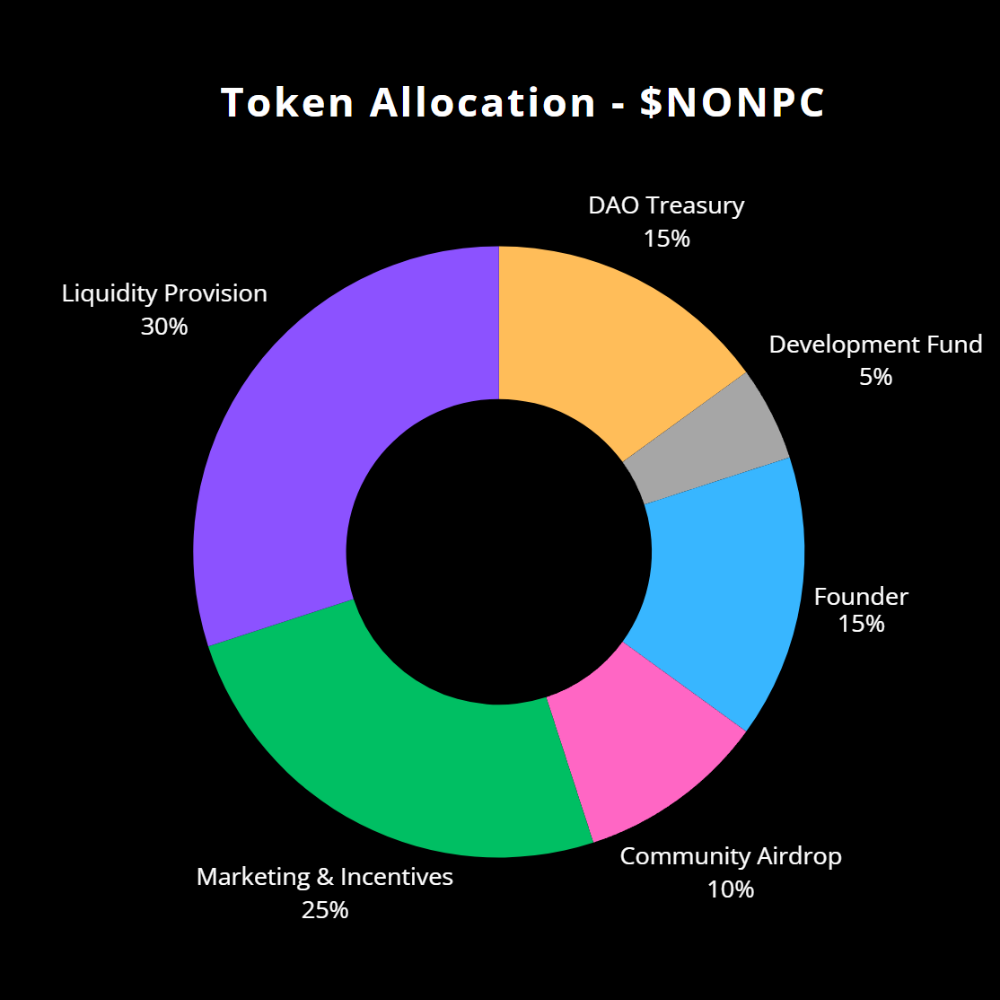 Token Allocation - $NONPC
DAO Treasury
15%
Development Fund
5%
Founder
15%
Community Airdrop
10%
Marketing & Incentives
25%
Liquidity Provision
30%